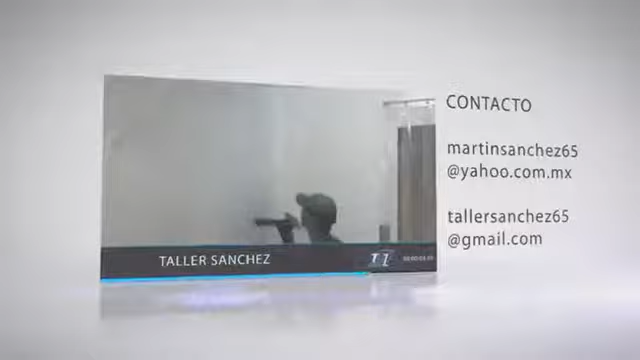 CONTACTO
martinsanchez65
@yahoo.com.mx
tallersanchez65
@gmail.com
TALLER SANCHEZ